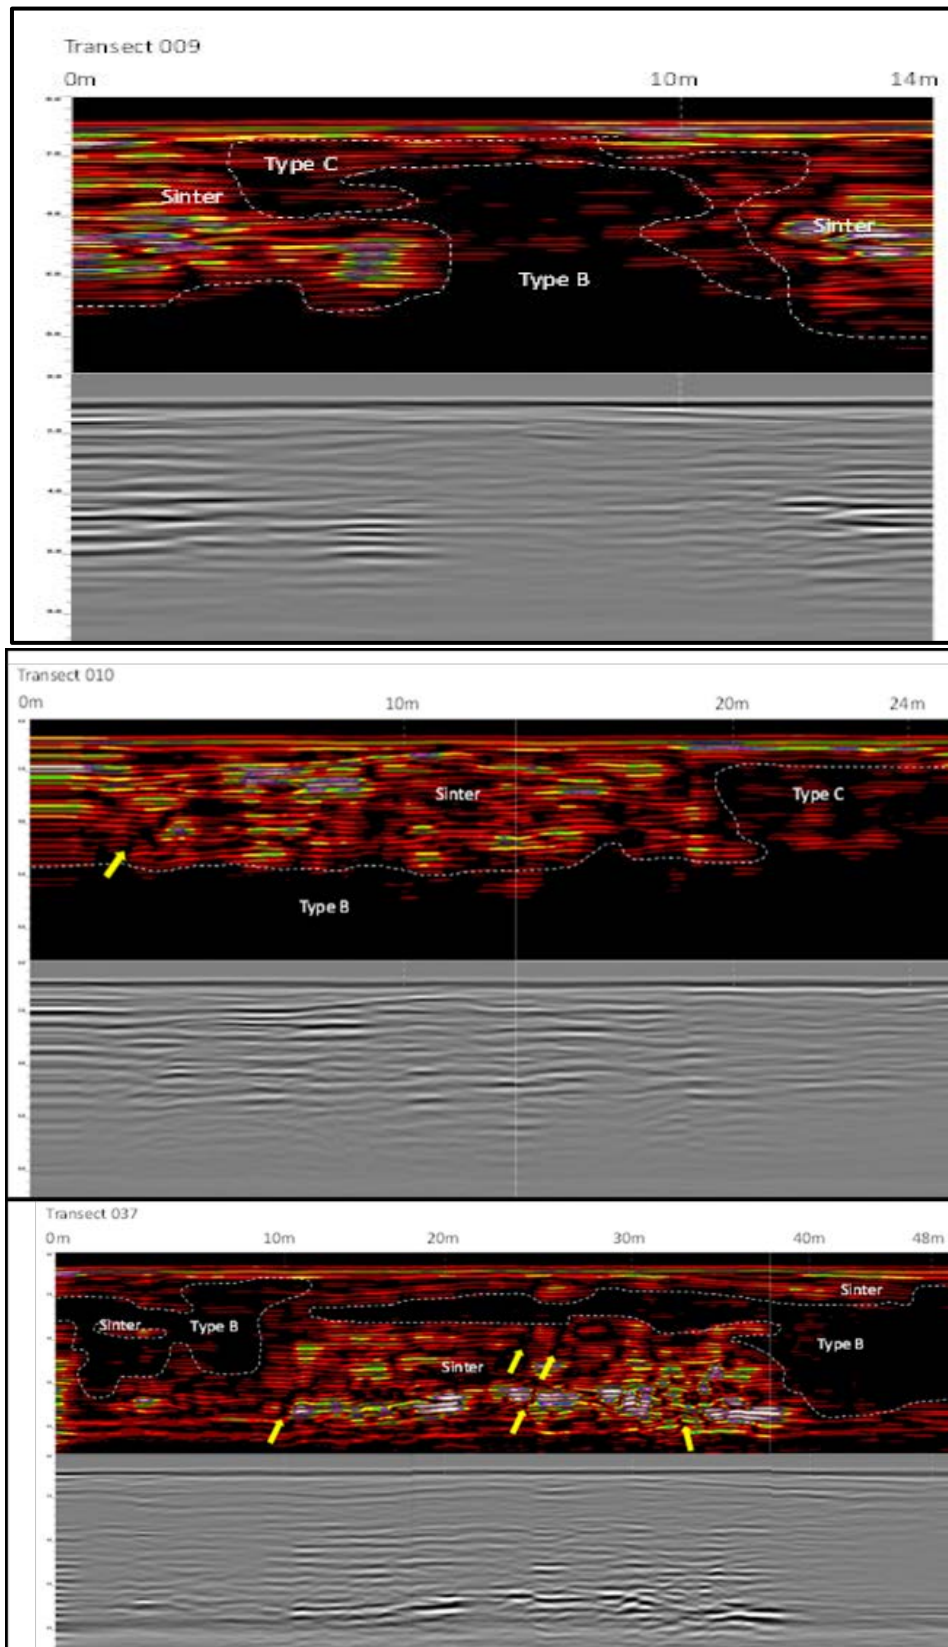 Transect 009
0m 10m 14m
Type C
Sinter
Sinter
Type B
Transect 010
0m 10m 20m 24m
Sinter
Type C
Type B
Transect 037
0m 10m 20m 30m 40m 48m
Sinter
Sinter
Type B
Type B
Sinter